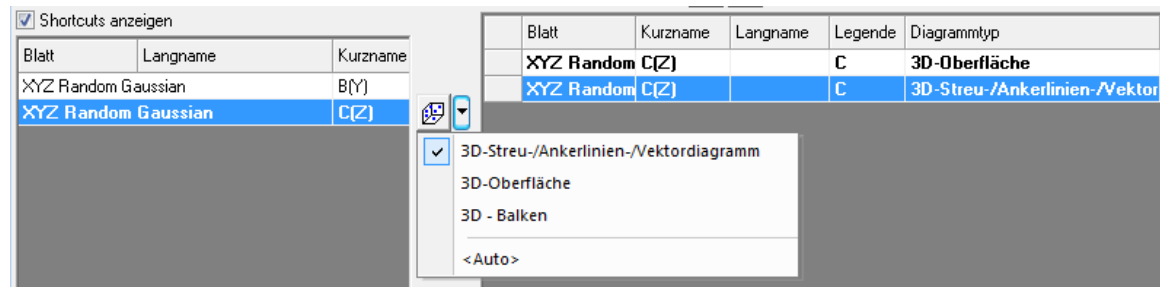 Shortcuts anzeigen
Blatt Langname Kurzname
XYZ Random Gaussian B(Y)
XYZ Random Gaussian C(Z)
Blatt Kurzname Langname Legende Diagrammtyp
XYZ Random C(Z) C 3D-Oberfläche
XYZ Random C(Z) C 3D-Streu-/Ankerlinien-/Vektor
3D-Streu-/Ankerlinien-/Vektordiagramm
3D-Oberfläche
3D - Balken
<Auto>